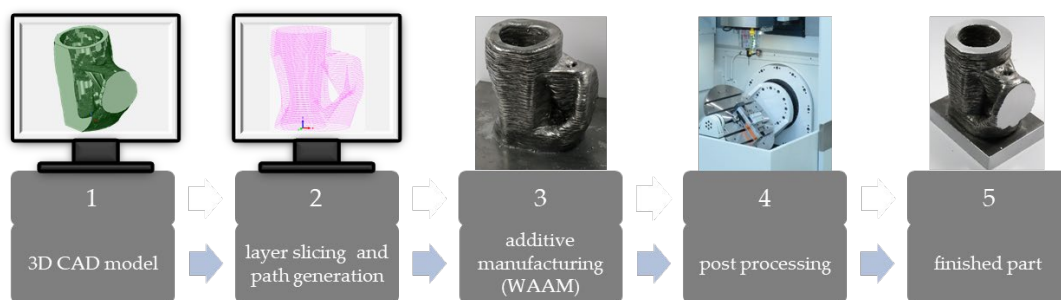 1
2
3
4
5
3D CAD model
layer slicing and
path generation
additive
manufacturing
(WAAM)
post processing
finished part